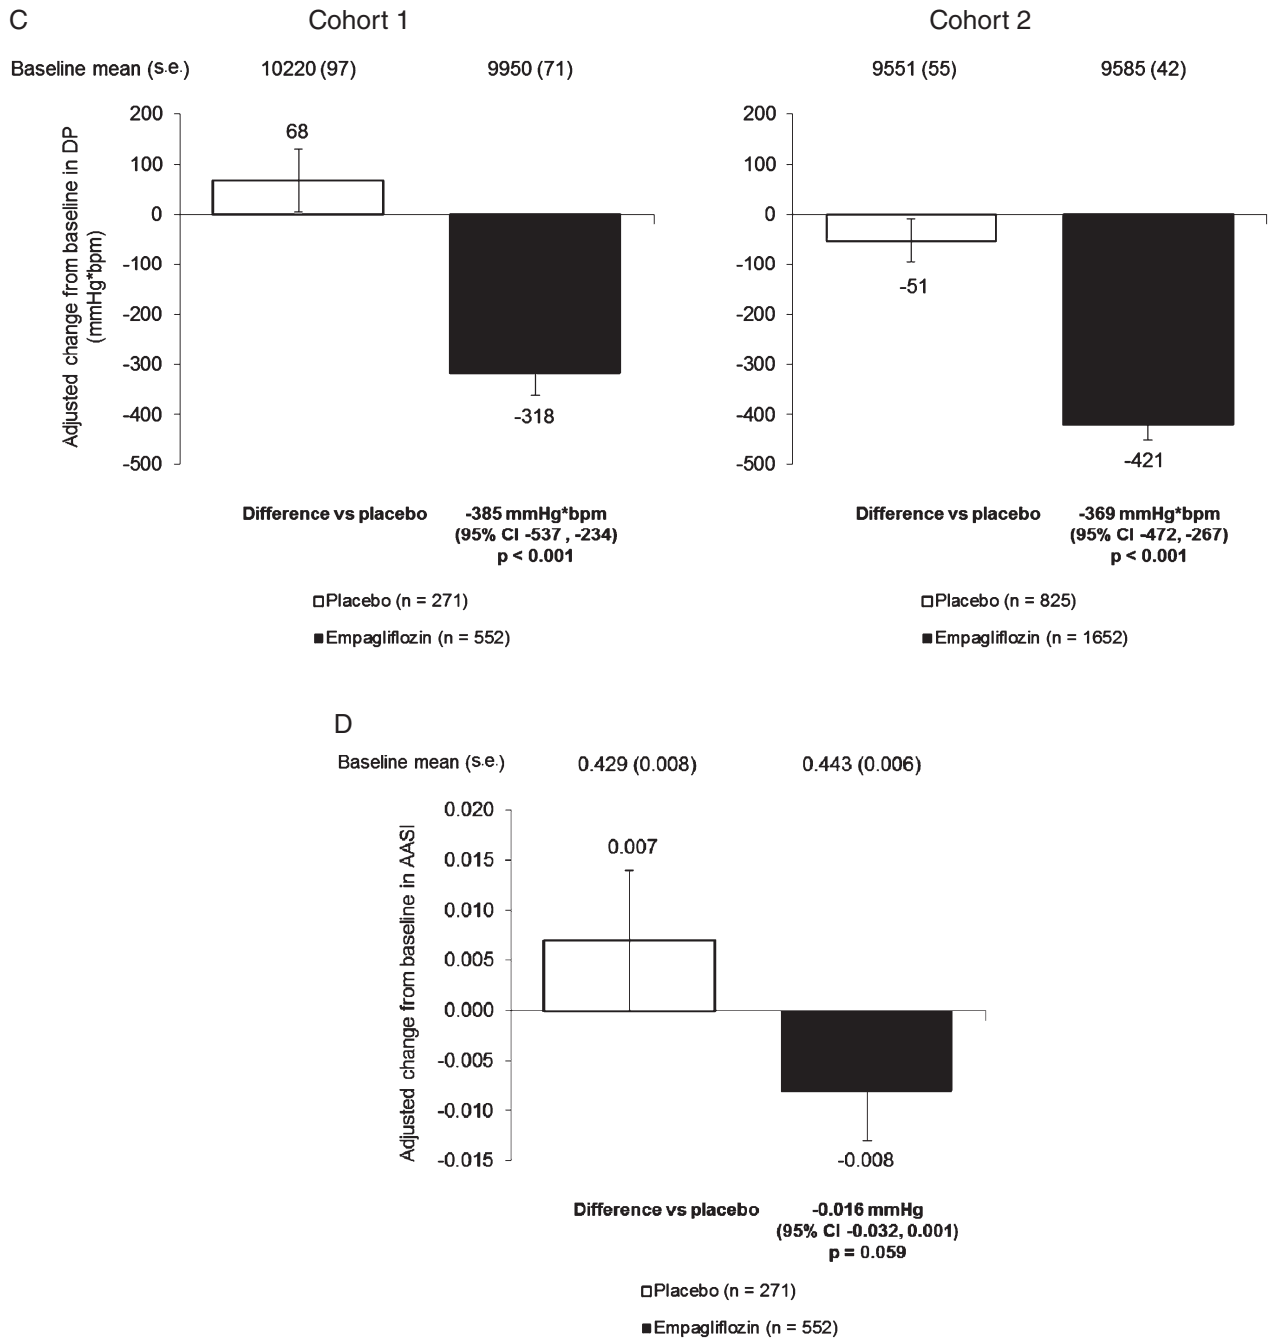 C
Cohort 1
Cohort 2
Baseline mean (s.e.) 10220 (97) 9950 (71) 9551 (55) 9585 (42)
Adjusted change from baseline in DP
(mmHg*bpm)
200
100
0
-100
-200
-300
-400
-500
68
-318
200
100
0
-100
-200
-300
-400
-500
-51
-421
Difference vs placebo -385 mmHg*bpm
(95% CI -537 , -234)
p < 0.001
Difference vs placebo -369 mmHg*bpm
(95% CI -472, -267)
p < 0.001
Placebo (n = 271)
Empagliflozin (n = 552)
Placebo (n = 825)
Empagliflozin (n = 1652)
D
Baseline mean (s.e.) 0.429 (0.008) 0.443 (0.006)
Adjusted change from baseline in AASI
0.020
0.015
0.010
0.005
0.000
-0.005
-0.010
-0.015
0.007
-0.008
Difference vs placebo -0.016 mmHg
(95% CI -0.032, 0.001)
p = 0.059
Placebo (n = 271)
Empagliflozin (n = 552)